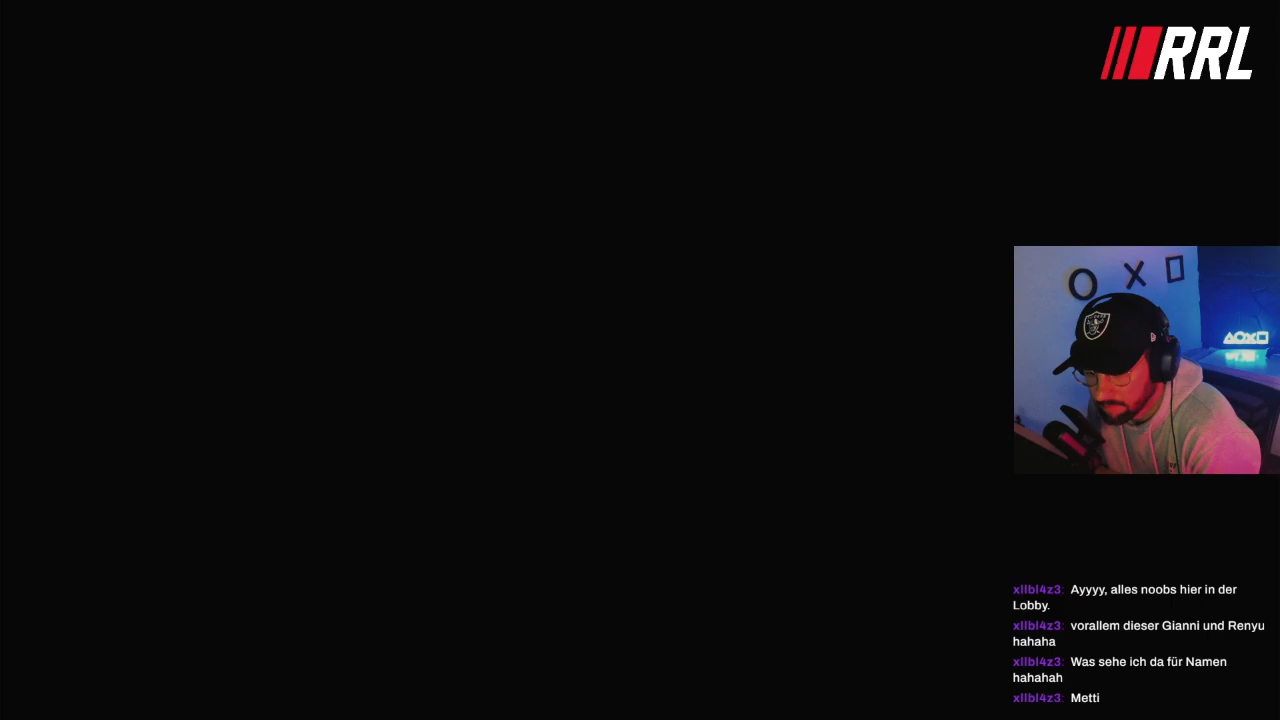 RRL
xllbl4z3: Ayyyy, alles noobs hier in der
Lobby.
xllbl4z3: vorallem dieser Gianni und Renyu
hahaha
xllbl4z3: Was sehe ich da für Namen
hahahah
xllbl4z3: Metti